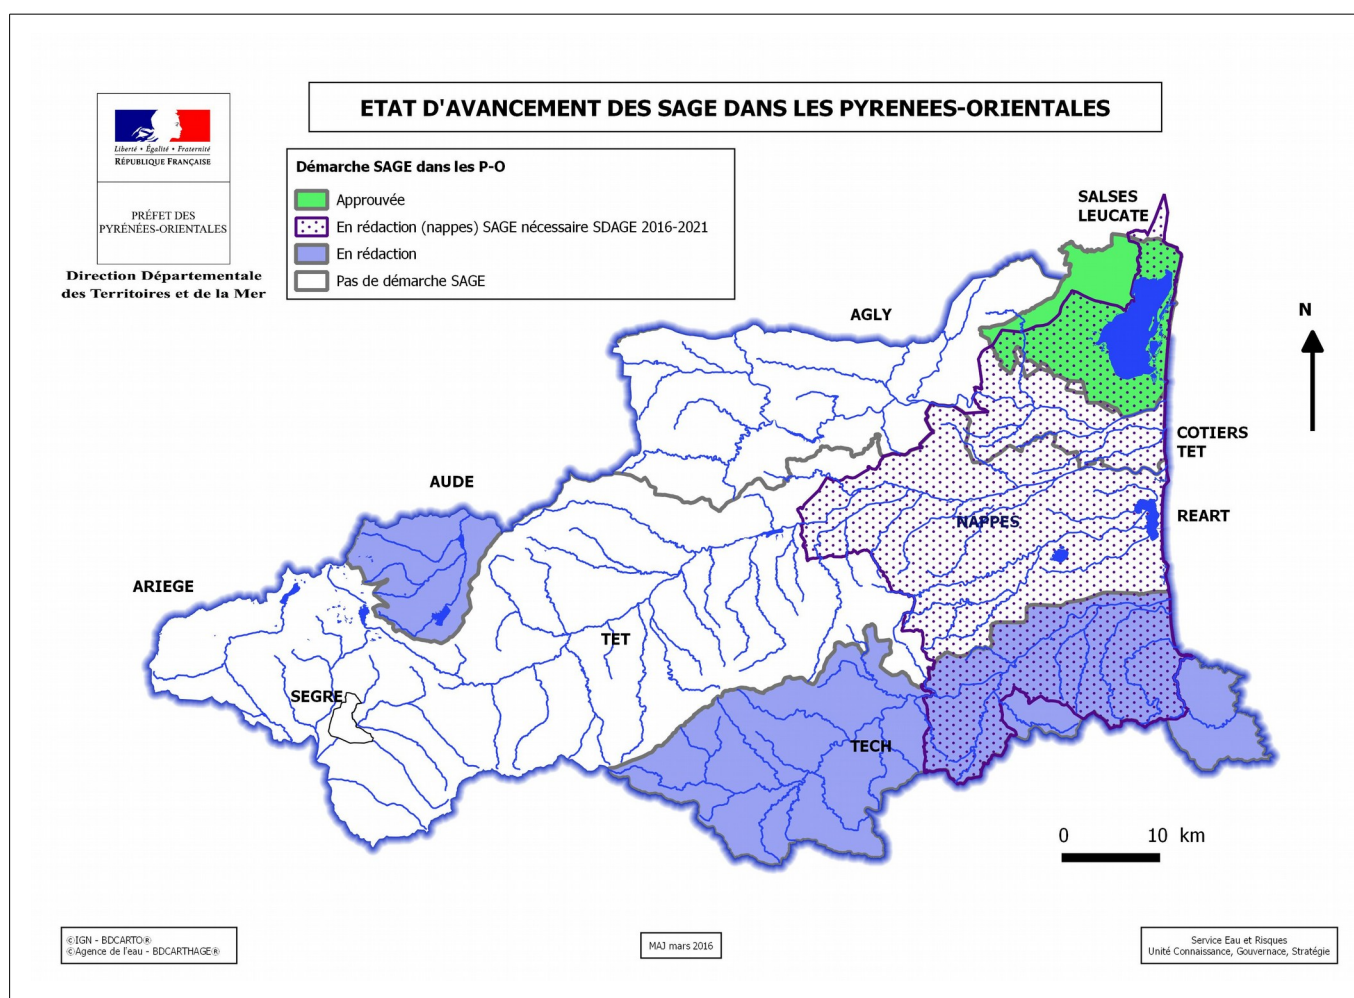 ETAT D'AVANCEMENT DES SAGE DANS LES PYRENEES-ORIENTALES
Liberté • Égalité • Fraternité
RÉPUBLIQUE FRANÇAISE
PRÉFET DES
PYRÉNÉES-ORIENTALES
Direction Départementale
des Territoires et de la Mer
Démarche SAGE dans les P-O
Approuvée
En rédaction (nappes) SAGE nécessaire SDAGE 2016-2021
En rédaction
Pas de démarche SAGE
SALSES
LEUCATE
AGLY
N
COTIERS
TET
AUDE
NAPPES
REART
ARIEGE
TET
SEGRE
TECH
0 10 km
©IGN - BDCARTO®
©Agence de l'eau - BDCARTHAGE®
MAJ mars 2016
Service Eau et Risques
Unité Connaissance, Gouvernace, Stratégie